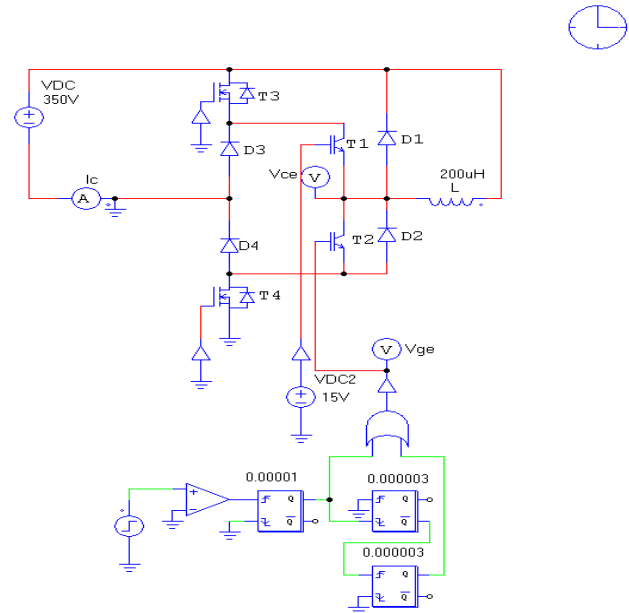 VDC
350V
T3
D3
T1
D1
Ic
A
Vce
V
200uH
L
D4
T2
D2
T4
V
Vge
VDC2
15V
0.00001
Q
Q
0.000003
Q
Q
0.000003
Q
Q